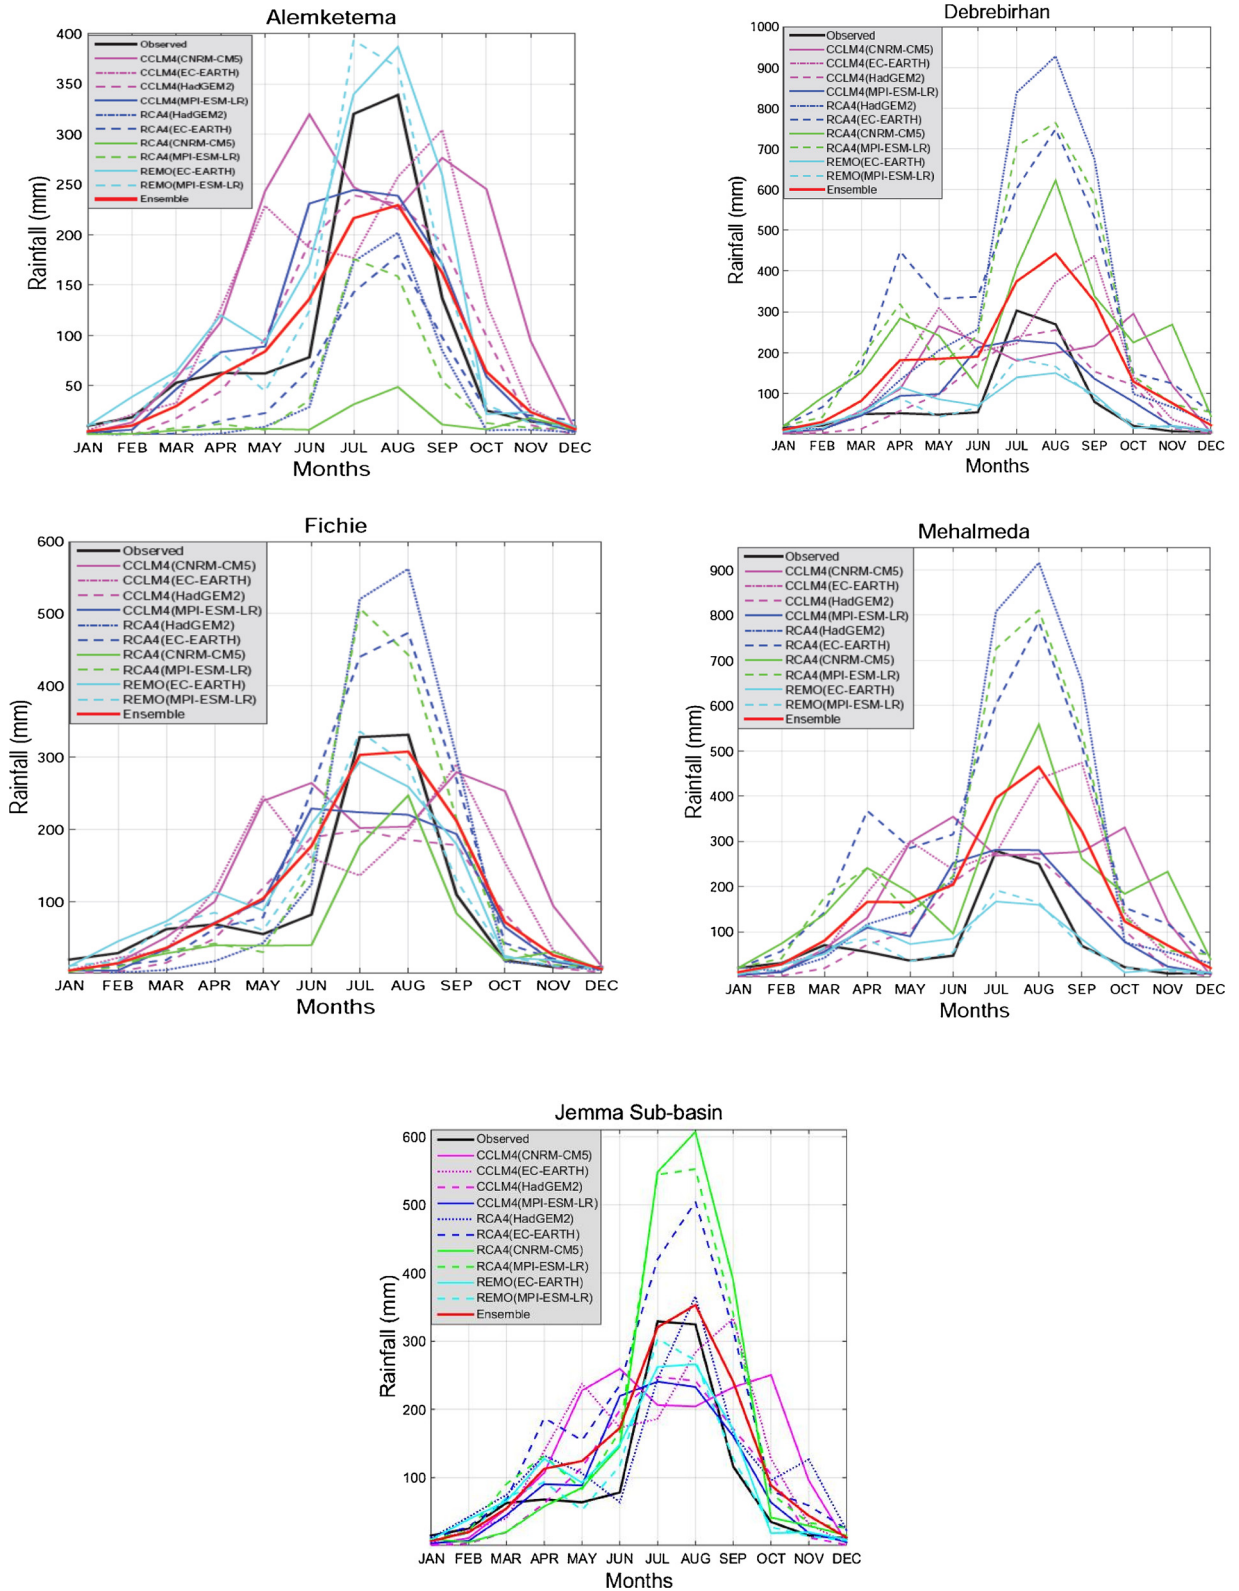 Alemketema
400
350
300
250
200
150
100
50
Rainfall (mm)
Observed
CCLM4(CNRM-CM5)
CCLM4(EC-EARTH)
CCLM4(HadGEM2)
CCLM4(MPI-ESM-LR)
RCA4(HadGEM2)
RCA4(EC-EARTH)
RCA4(CNRM-CM5)
RCA4(MPI-ESM-LR)
REMO(EC-EARTH)
REMO(MPI-ESM-LR)
Ensemble
JAN FEB MAR APR MAY JUN JUL AUG SEP OCT NOV DEC
Months
Debrebirhan
1000
900
800
700
600
500
400
300
200
100
Rainfall (mm)
Observed
CCLM4(CNRM-CM5)
CCLM4(EC-EARTH)
CCLM4(HadGEM2)
CCLM4(MPI-ESM-LR)
RCA4(HadGEM2)
RCA4(EC-EARTH)
RCA4(CNRM-CM5)
RCA4(MPI-ESM-LR)
REMO(EC-EARTH)
REMO(MPI-ESM-LR)
Ensemble
JAN FEB MAR APR MAY JUN JUL AUG SEP OCT NOV DEC
Months
Fichie
600
500
400
300
200
100
Rainfall (mm)
Observed
CCLM4(CNRM-CM5)
CCLM4(EC-EARTH)
CCLM4(HadGEM2)
CCLM4(MPI-ESM-LR)
RCA4(HadGEM2)
RCA4(EC-EARTH)
RCA4(CNRM-CM5)
RCA4(MPI-ESM-LR)
REMO(EC-EARTH)
REMO(MPI-ESM-LR)
Ensemble
JAN FEB MAR APR MAY JUN JUL AUG SEP OCT NOV DEC
Months
Mehalmeda
900
800
700
600
500
400
300
200
100
Rainfall (mm)
Observed
CCLM4(CNRM-CM5)
CCLM4(EC-EARTH)
CCLM4(HadGEM2)
CCLM4(MPI-ESM-LR)
RCA4(HadGEM2)
RCA4(EC-EARTH)
RCA4(CNRM-CM5)
RCA4(MPI-ESM-LR)
REMO(EC-EARTH)
REMO(MPI-ESM-LR)
Ensemble
JAN FEB MAR APR MAY JUN JUL AUG SEP OCT NOV DEC
Months
Jemma Sub-basin
600
500
400
300
200
100
Rainfall (mm)
Observed
CCLM4(CNRM-CM5)
CCLM4(EC-EARTH)
CCLM4(HadGEM2)
CCLM4(MPI-ESM-LR)
RCA4(HadGEM2)
RCA4(EC-EARTH)
RCA4(CNRM-CM5)
RCA4(MPI-ESM-LR)
REMO(EC-EARTH)
REMO(MPI-ESM-LR)
Ensemble
JAN FEB MAR APR MAY JUN JUL AUG SEP OCT NOV DEC
Months